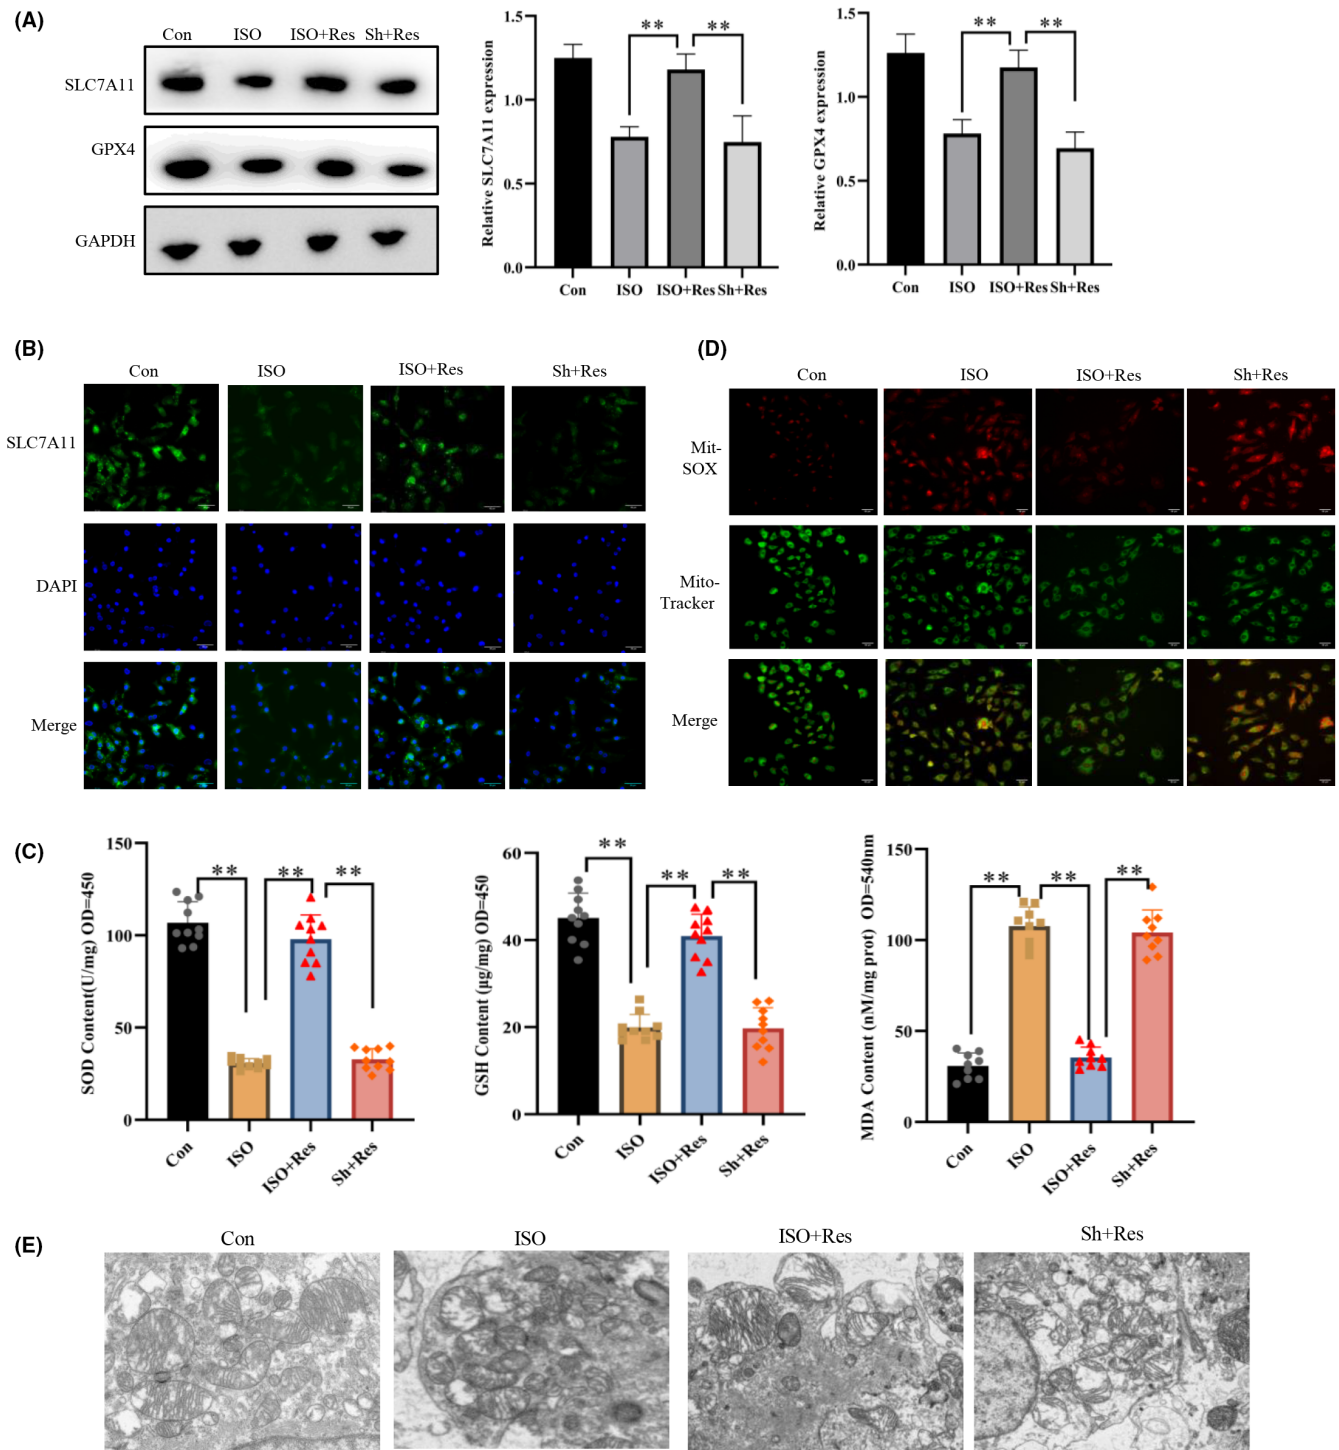 (A)
Con ISO ISO+Res Sh+Res
SLC7A11
GPX4
GAPDH
Relative SLC7A11 expression
1.5
1.0
0.5
0.0
** **
Con ISO ISO+Res Sh+Res
Relative GPX4 expression
1.5
1.0
0.5
0.0
** **
Con ISO ISO+Res Sh+Res
(B)
Con ISO ISO+Res Sh+Res
SLC7A11
DAPI
Merge
(D)
Con ISO ISO+Res Sh+Res
Mit-
SOX
Mito-
Tracker
Merge
(C)
SOD Content(U/mg) OD=450
150
100
50
0
** ** **
Con ISO ISO+Res Sh+Res
GSH Content (μg/mg) OD=450
60
40
20
0
** ** **
Con ISO ISO+Res Sh+Res
MDA Content (nM/mg prot) OD=540nm
150
100
50
0
** ** **
Con ISO ISO+Res Sh+Res
(E)
Con ISO ISO+Res Sh+Res